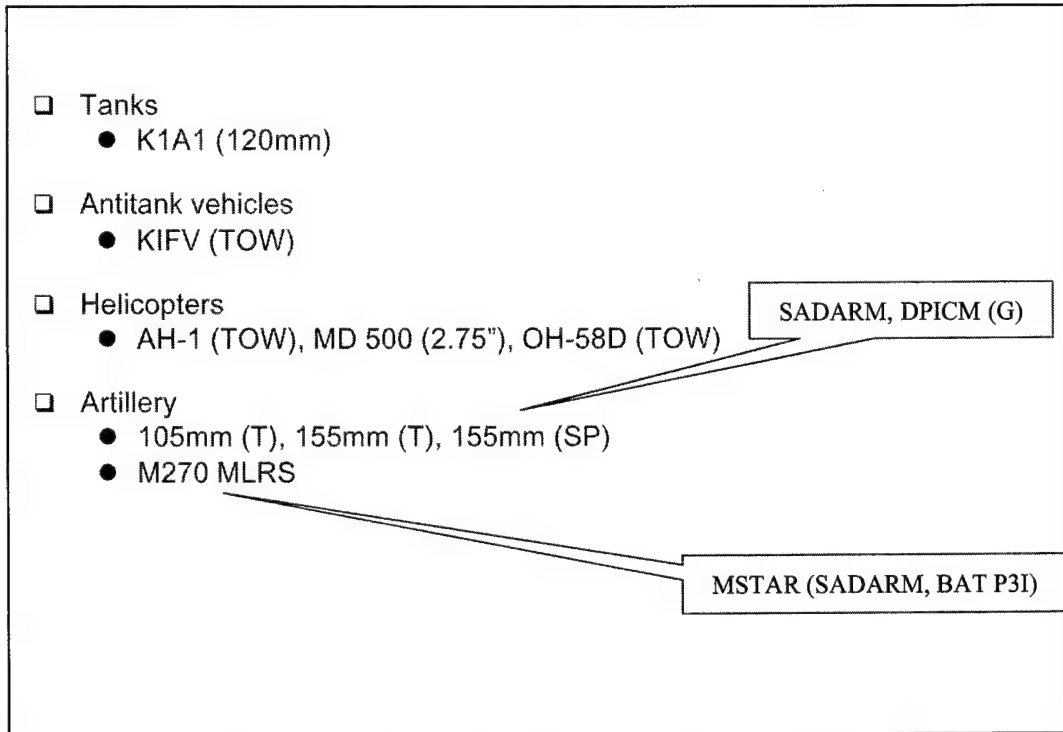 ❑ Tanks
● K1A1 (120mm)
❑ Antitank vehicles
● KIFV (TOW)
❑ Helicopters
SADARM, DPICM (G)
● AH-1 (TOW), MD 500 (2.75”), OH-58D (TOW)
❑ Artillery
● 105mm (T), 155mm (T), 155mm (SP)
● M270 MLRS
MSTAR (SADARM, BAT P3I)